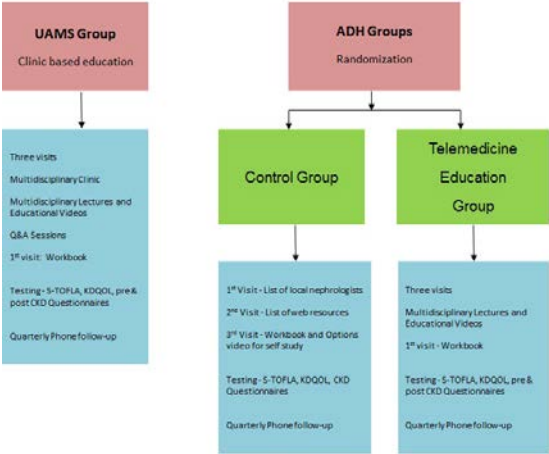 UAMS Group
Clinic based education
ADH Groups
Randomization
Control Group
Telemedicine
Education
Group
Three visits
Multidisciplinary Clinic
Multidisciplinary Lectures and
Educational Videos
Q&A Sessions
1st visit: Workbook
Testing - S-TOFLA, KDQOL, pre &
post CKD Questionnaires
Quarterly Phone follow-up
1st Visit - List of local nephrologists
2nd Visit - List of web resources
3rd Visit - Workbook and Options
video for self study
Testing - S-TOFLA, KDQOL, CKD
Questionnaires
Quarterly Phone follow-up
Three visits
Multidisciplinary Lectures and
Educational Videos
1st visit - Workbook
Testing - S-TOFLA, KDQOL, pre &
post CKD Questionnaires
Quarterly Phone follow-up